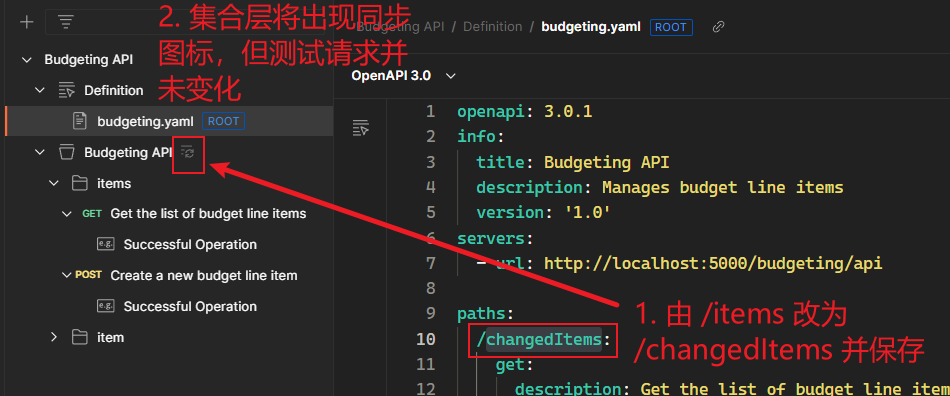 2. 集合层将出现同步
图标，但测试请求并
未变化
Budgeting API / Definition / budgeting.yaml ROOT
Budgeting API
Definition
budgeting.yaml ROOT
Budgeting API
items
GET Get the list of budget line items
e.g. Successful Operation
POST Create a new budget line item
e.g. Successful Operation
item
OpenAPI 3.0
1 openapi: 3.0.1
2 info:
3 title: Budgeting API
4 description: Manages budget line items
5 version: '1.0'
6 servers:
7 - url: http://localhost:5000/budgeting/api
8
9 paths:
10 /changedItems:
11 get:
12 description: Get the list of budget line item
1. 由 /items 改为
/changedItems 并保存